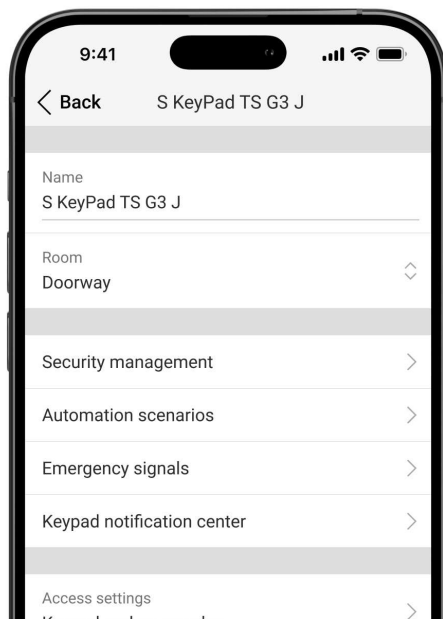 9:41
Back
S KeyPad TS G3 J
Name
S KeyPad TS G3 J
Room
Doorway
Security management
Automation scenarios
Emergency signals
Keypad notification center
Access settings